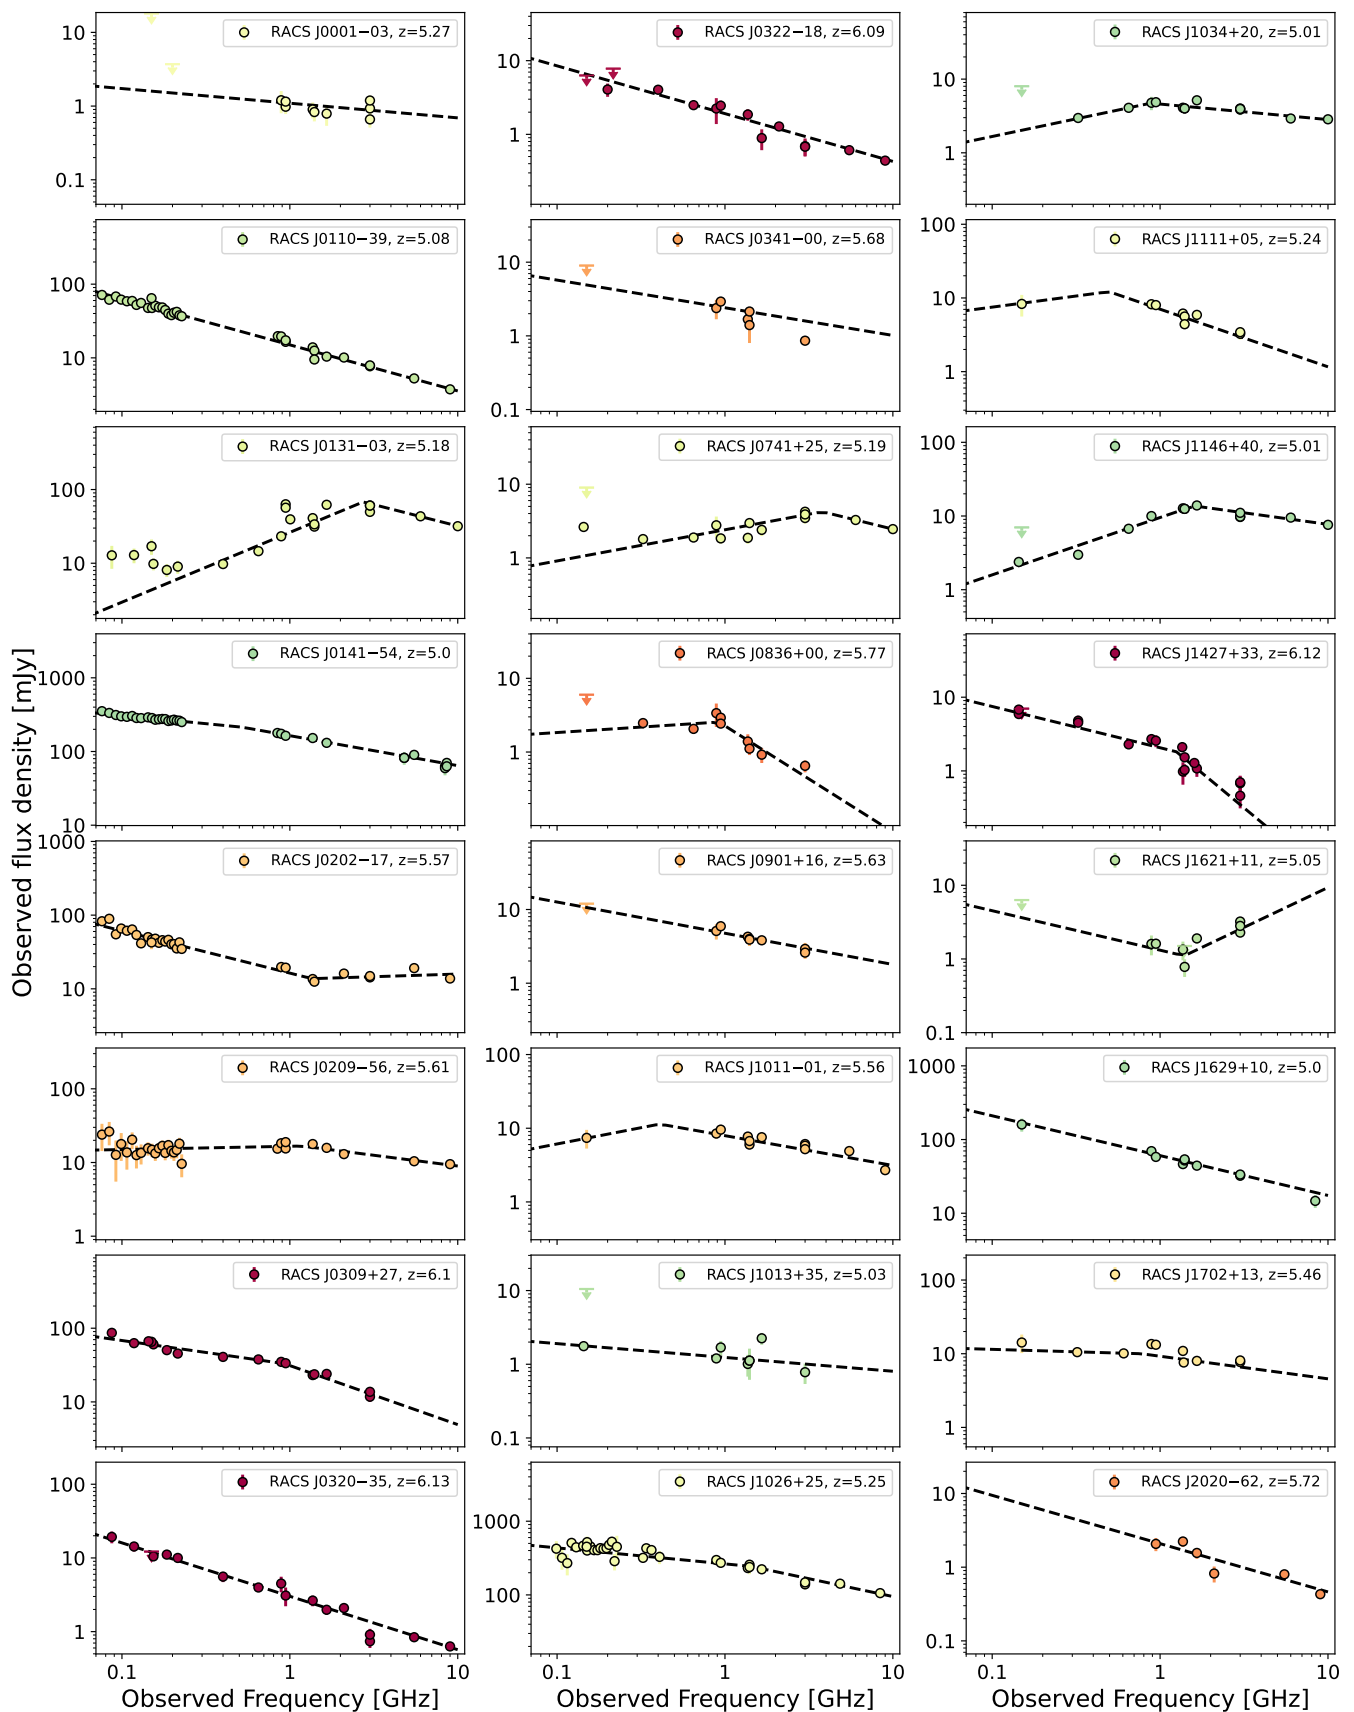 Observed flux density [mJy]
RACS J0001−03, z=5.27
10
1
0.1
RACS J0322−18, z=6.09
10
1
RACS J1034+20, z=5.01
10
1
RACS J0110−39, z=5.08
100
10
RACS J0341−00, z=5.68
10
1
0.1
RACS J1111+05, z=5.24
100
10
1
RACS J0131−03, z=5.18
100
10
RACS J0741+25, z=5.19
10
1
RACS J1146+40, z=5.01
100
10
1
RACS J0141−54, z=5.0
1000
100
10
RACS J0836+00, z=5.77
10
1
RACS J1427+33, z=6.12
10
1
RACS J0202−17, z=5.57
1000
100
10
RACS J0901+16, z=5.63
10
1
RACS J1621+11, z=5.05
10
1
0.1
RACS J0209−56, z=5.61
100
10
1
RACS J1011−01, z=5.56
100
10
1
RACS J1629+10, z=5.0
1000
100
10
RACS J0309+27, z=6.1
100
10
RACS J1013+35, z=5.03
10
1
0.1
RACS J1702+13, z=5.46
100
10
1
RACS J0320−35, z=6.13
100
10
1
RACS J1026+25, z=5.25
1000
100
RACS J2020−62, z=5.72
10
1
0.1
0.1 1 10
0.1 1 10
0.1 1 10
Observed Frequency [GHz]
Observed Frequency [GHz]
Observed Frequency [GHz]